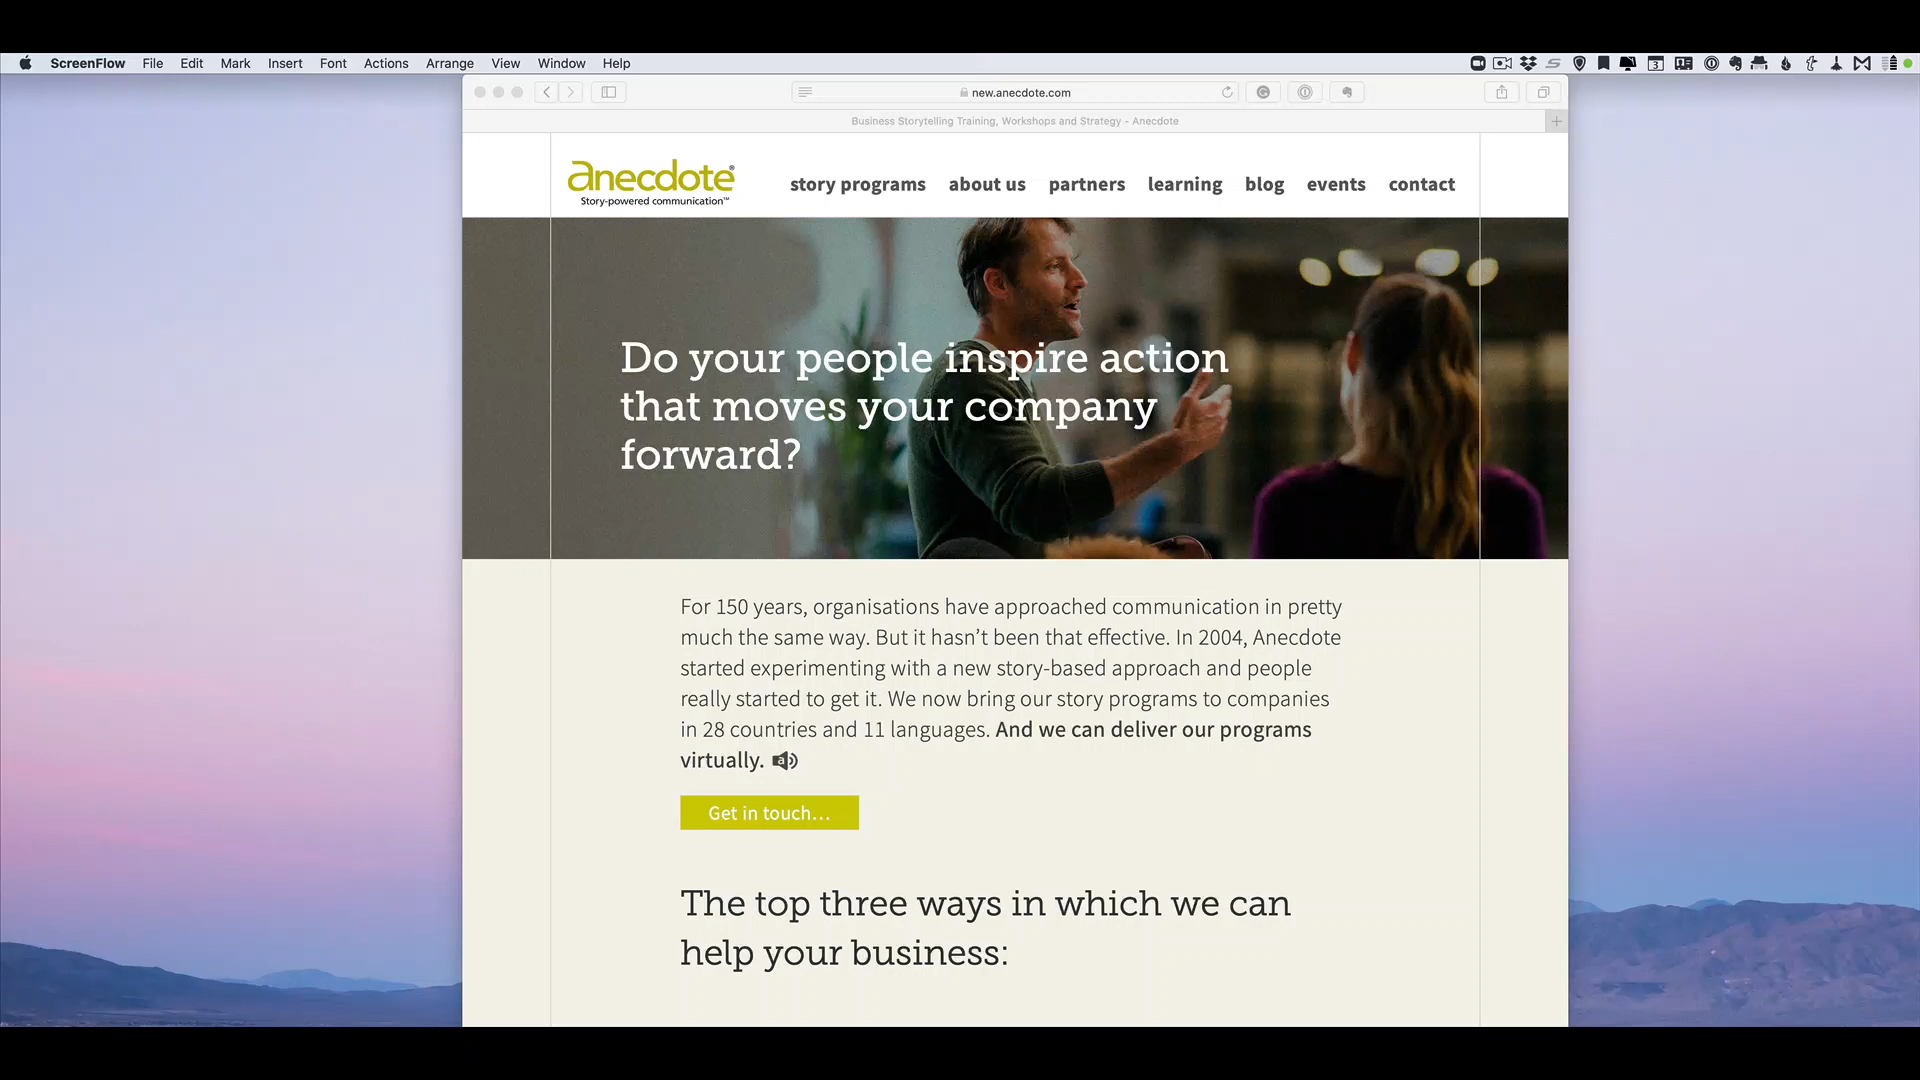 ScreenFlow File Edit Mark Insert Font Actions Arrange View Window Help
new.anecdote.com
Business Storytelling Training, Workshops and Strategy - Anecdote
anecdote®
Story-powered communication™
story programs about us partners learning blog events contact
Do your people inspire action
that moves your company
forward?
For 150 years, organisations have approached communication in pretty
much the same way. But it hasn’t been that effective. In 2004, Anecdote
started experimenting with a new story-based approach and people
really started to get it. We now bring our story programs to companies
in 28 countries and 11 languages. And we can deliver our programs
virtually.
Get in touch...
The top three ways in which we can
help your business: